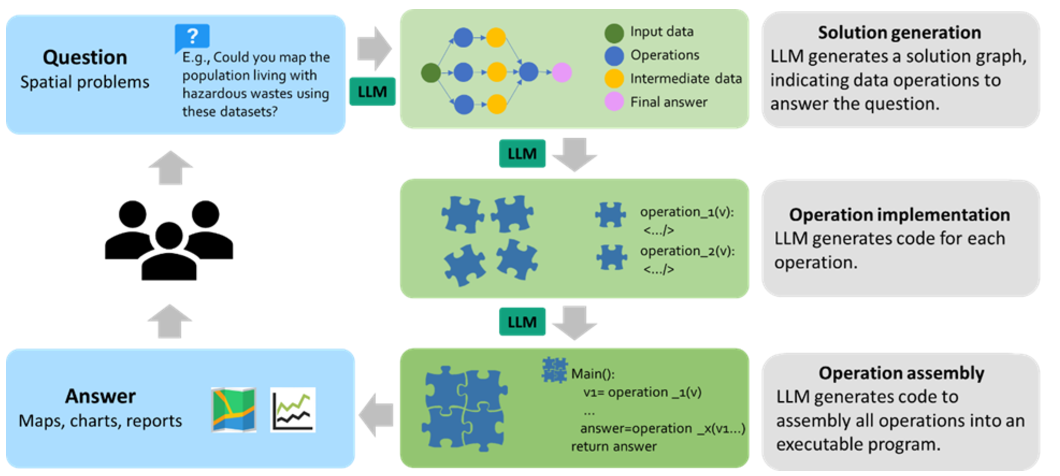 Question
Spatial problems
?
E.g., Could you map the
population living with
hazardous wastes using
these datasets?
LLM
Input data
Operations
Intermediate data
Final answer
Solution generation
LLM generates a solution graph,
indicating data operations to
answer the question.
LLM
operation_1(v):
<.../>
operation_2(v):
<.../>
Operation implementation
LLM generates code for each
operation.
LLM
Main():
v1= operation _1(v)
...
answer=operation _x(v1...)
return answer
Operation assembly
LLM generates code to
assembly all operations into an
executable program.
Answer
Maps, charts, reports